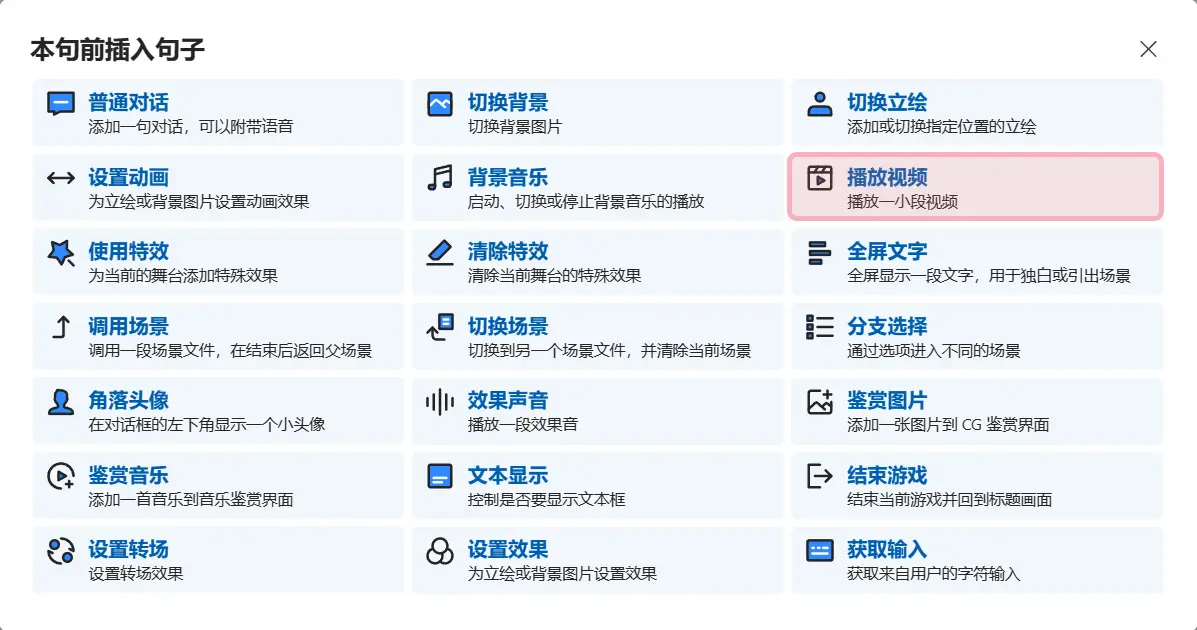 本句前插入句子
普通对话
添加一句对话，可以附带语音
切换背景
切换背景图片
切换立绘
添加或切换指定位置的立绘
设置动画
为立绘或背景图片设置动画效果
背景音乐
启动、切换或停止背景音乐的播放
播放视频
播放一小段视频
使用特效
为当前的舞台添加特殊效果
清除特效
清除当前舞台的特殊效果
全屏文字
全屏显示一段文字，用于独白或引出场景
调用场景
调用一段场景文件，在结束后返回父场景
切换场景
切换到另一个场景文件，并清除当前场景
分支选择
通过选项进入不同的场景
角落头像
在对话框的左下角显示一个小头像
效果声音
播放一段效果音
鉴赏图片
添加一张图片到 CG 鉴赏界面
鉴赏音乐
添加一首音乐到音乐鉴赏界面
文本显示
控制是否要显示文本框
结束游戏
结束当前游戏并回到标题画面
设置转场
设置转场效果
设置效果
为立绘或背景图片设置效果
获取输入
获取来自用户的字符输入